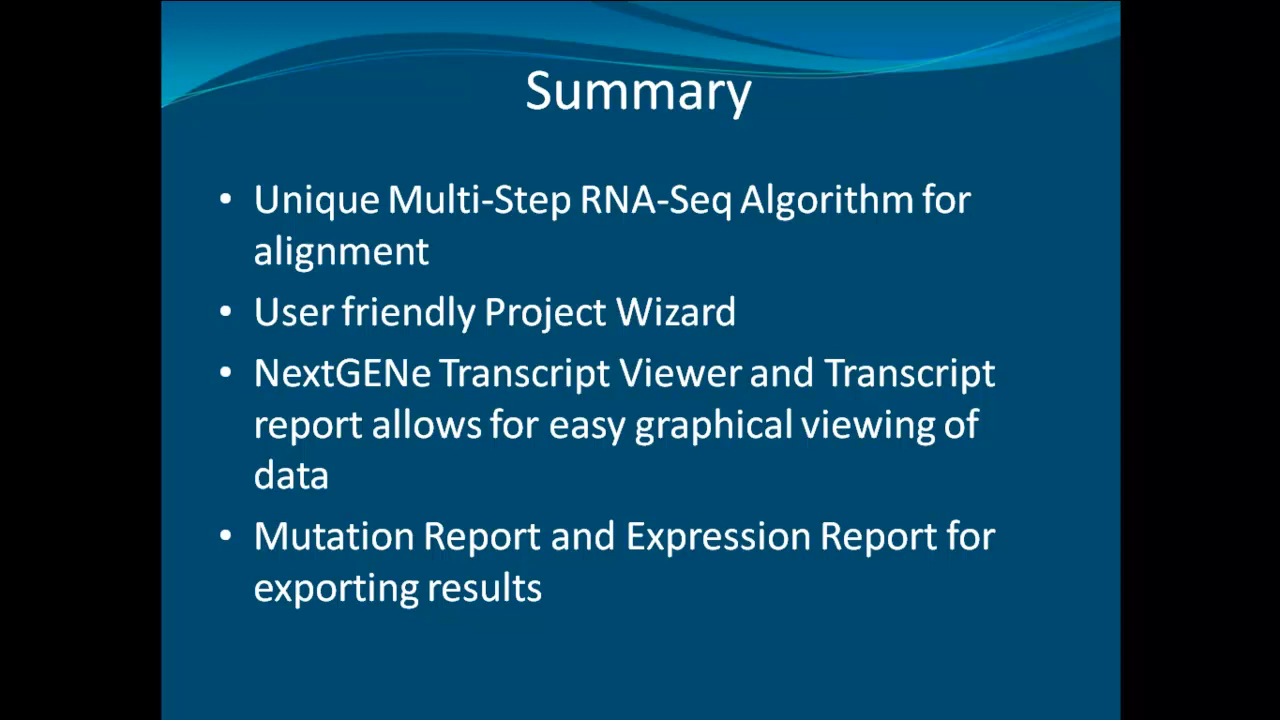 Summary
• Unique Multi-Step RNA-Seq Algorithm for
alignment
• User friendly Project Wizard
• NextGENe Transcript Viewer and Transcript
report allows for easy graphical viewing of
data
• Mutation Report and Expression Report for
exporting results